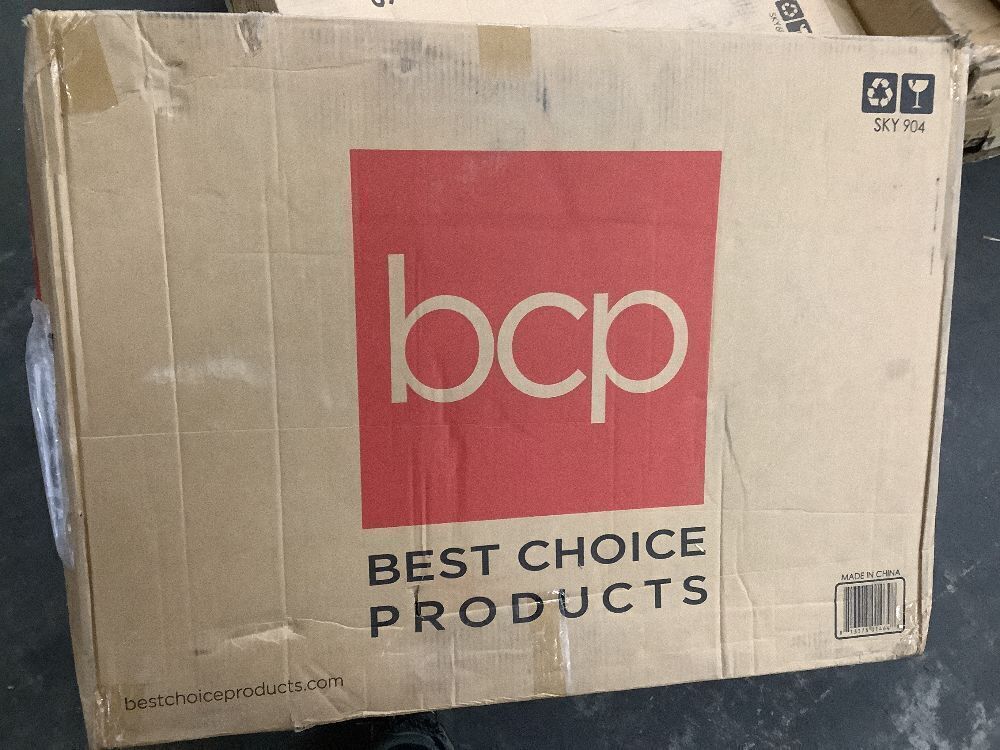 SKY 904
bcp
BEST CHOICE
PRODUCTS
MADE IN CHINA
bestchoiceproducts.com